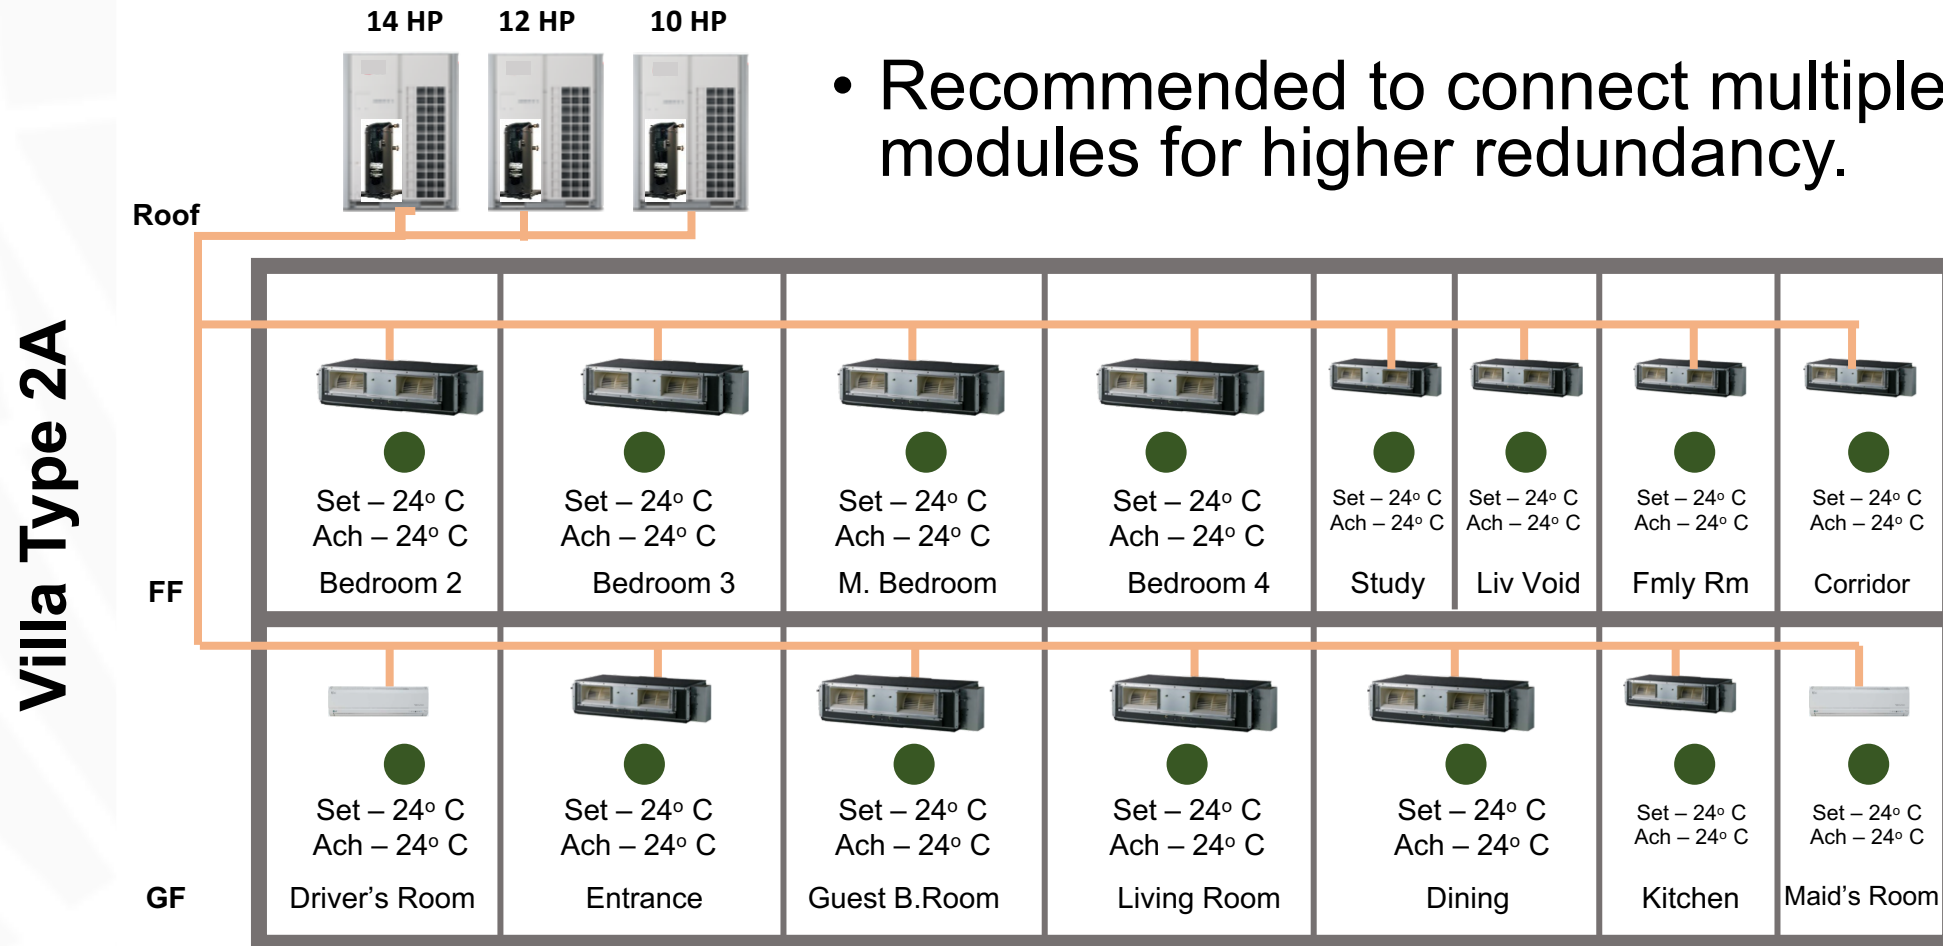 14 HP 12 HP 10 HP
• Recommended to connect multiple
modules for higher redundancy.
Roof
Villa Type 2A
Set – 24o C Set – 24o C Set – 24o C Set – 24o C Set – 24o C Set – 24o C Set – 24o C Set – 24o C
Ach – 24o C Ach – 24o C Ach – 24o C Ach – 24o C Ach – 24o C Ach – 24o C Ach – 24o C Ach – 24o C
FF Bedroom 2 Bedroom 3 M. Bedroom Bedroom 4 Study Liv Void Fmly Rm Corridor
Set – 24o C Set – 24o C Set – 24o C Set – 24o C Set – 24o C Set – 24o C Set – 24o C
Ach – 24o C Ach – 24o C Ach – 24o C Ach – 24o C Ach – 24o C Ach – 24o C Ach – 24o C
GF Driver's Room Entrance Guest B.Room Living Room Dining Kitchen Maid's Room